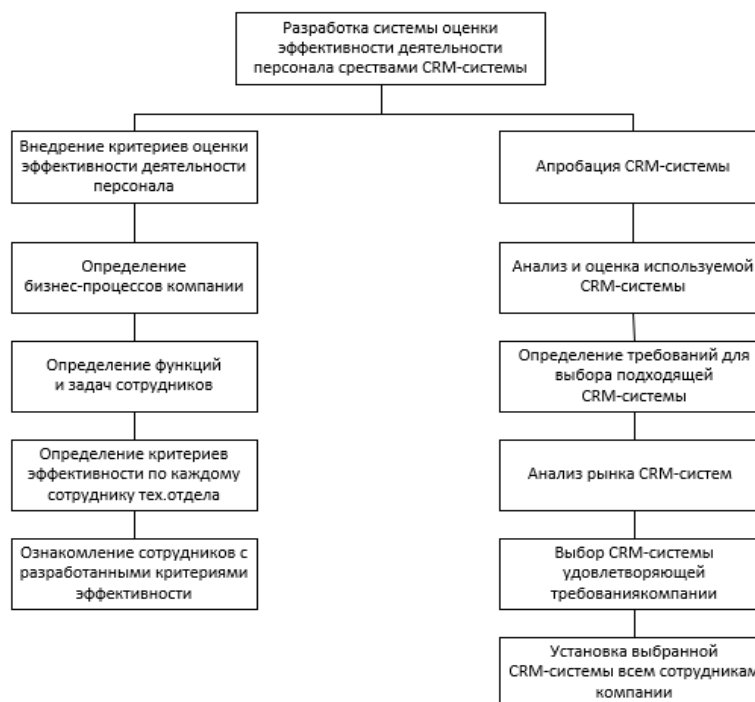 Разработка системы оценки
эффективности деятельности
персонала срествами CRM-системы
Внедрение критериев оценки
эффективности деятельности
персонала
Определение
бизнес-процессов компании
Определение функций
и задач сотрудников
Определение критериев
эффективности по каждому
сотруднику тех.отдела
Ознакомление сотрудников с
разработанными критериями
эффективности
Апробация CRM-системы
Анализ и оценка используемой
CRM-системы
Определение требований для
выбора подходящей
CRM-системы
Анализ рынка CRM-систем
Выбор CRM-системы
удовлетворяющей
требованиякомпании
Установка выбранной
CRM-системы всем сотрудникам
компании